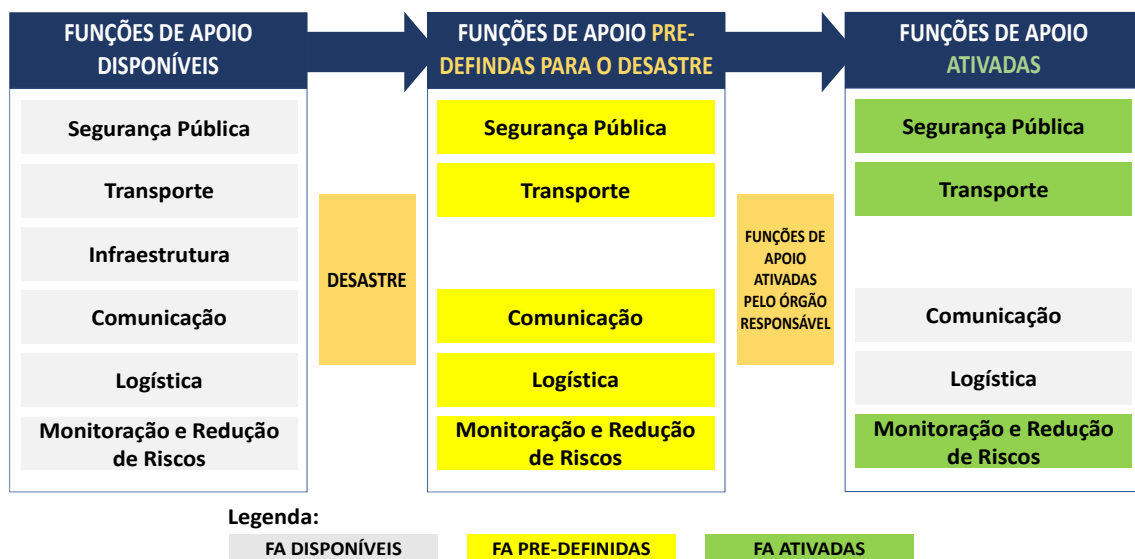 FUNÇÕES DE APOIO
DISPONÍVEIS
FUNÇÕES DE APOIO PRE-
DEFINDAS PARA O DESASTRE
FUNÇÕES DE APOIO
ATIVADAS
Segurança Pública
Transporte
Infraestrutura
Comunicação
Logística
Monitoração e Redução
de Riscos
DESASTRE
Segurança Pública
Transporte
Comunicação
Logística
Monitoração e Redução
de Riscos
FUNÇÕES DE
APOIO
ATIVADAS
PELO ÓRGÃO
RESPONSÁVEL
Segurança Pública
Transporte
Comunicação
Logística
Monitoração e Redução
de Riscos
Legenda:
FA DISPONÍVEIS
FA PRE-DEFINIDAS
FA ATIVADAS